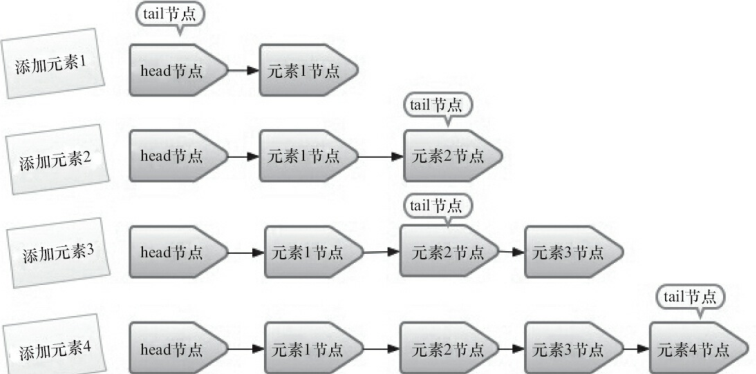 tail节点
添加元素1
head节点
元素1节点
tail节点
添加元素2
head节点
元素1节点
元素2节点
tail节点
添加元素3
head节点
元素1节点
元素2节点
元素3节点
tail节点
添加元素4
head节点
元素1节点
元素2节点
元素3节点
元素4节点